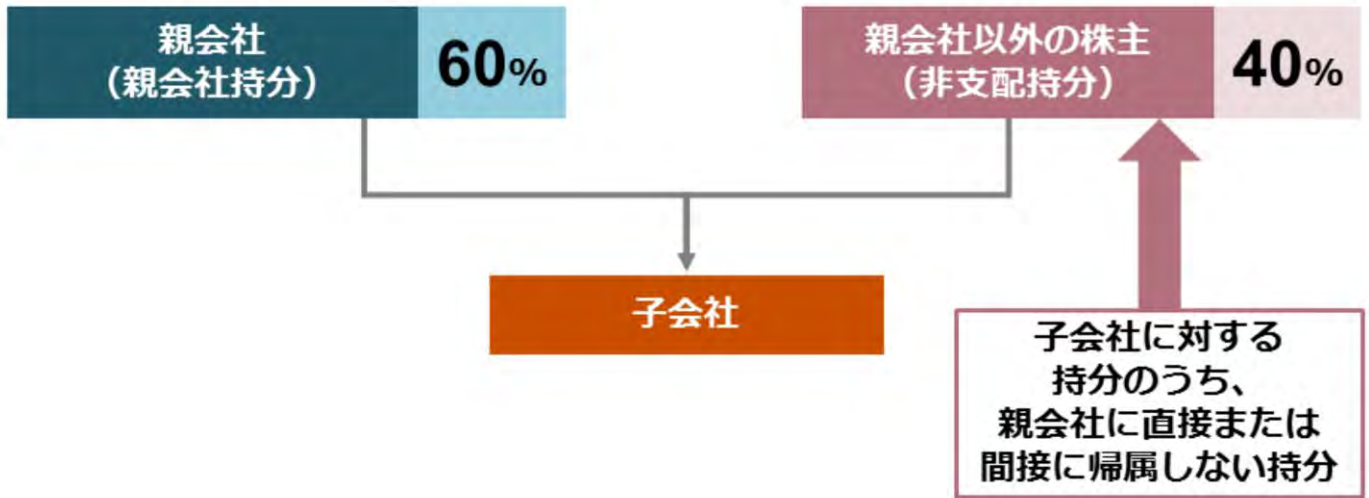 親会社
（親会社持分）
60%
親会社以外の株主
（非支配持分）
40%
子会社
子会社に対する
持分のうち、
親会社に直接または
間接に帰属しない持分